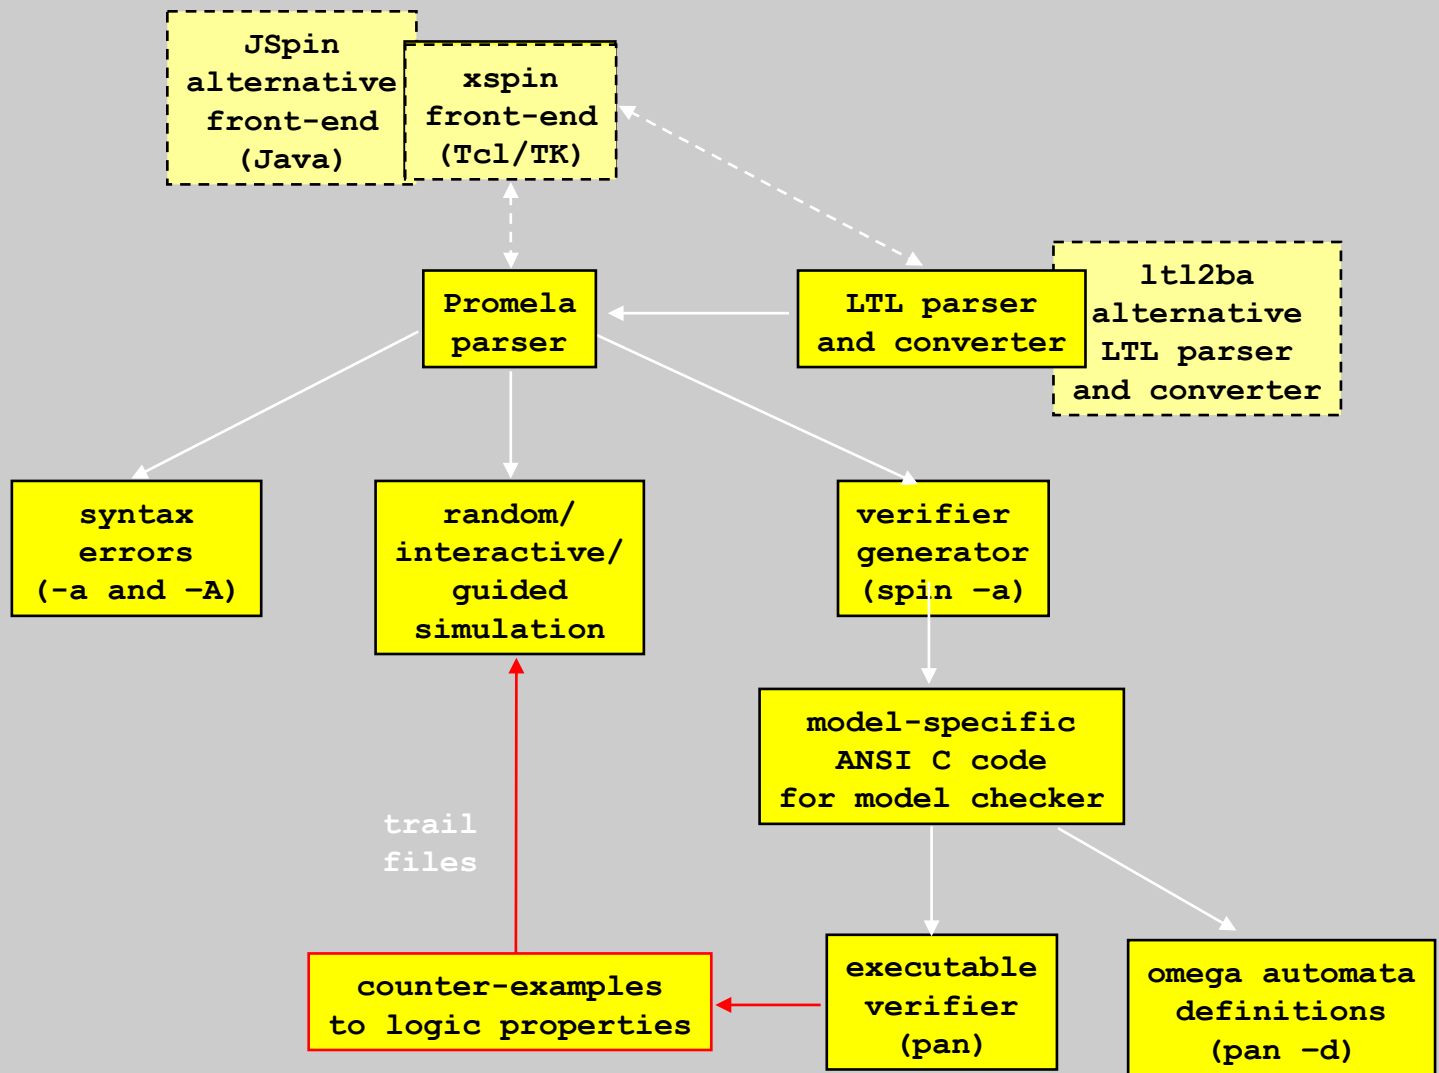 JSpin
alternative
front-end
(Java)
xspin
front-end
(Tcl/TK)
Promela
parser
LTL parser
and converter
ltl2ba
alternative
LTL parser
and converter
syntax
errors
(-a and –A)
random/
interactive/
guided
simulation
verifier
generator
(spin –a)
model-specific
ANSI C code
for model checker
trail
files
counter-examples
to logic properties
executable
verifier
(pan)
omega automata
definitions
(pan –d)